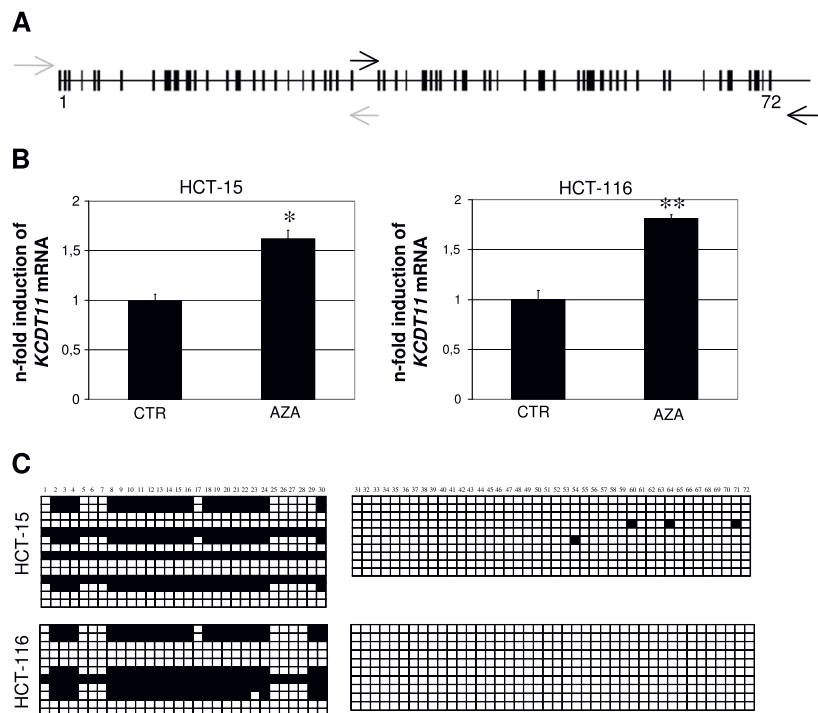 A
1
72
B
HCT-15
n-fold induction of
KCDT11 mRNA
2
1,5
1
0,5
0
CTR
AZA
*
HCT-116
n-fold induction of
KCDT11 mRNA
2
1,5
1
0,5
0
CTR
AZA
**
C
1 2 3 4 5 6 7 8 9 10 11 12 13 14 15 16 17 18 19 20 21 22 23 24 25 26 27 28 29 30
31 32 33 34 35 36 37 38 39 40 41 42 43 44 45 46 47 48 49 50 51 52 53 54 55 56 57 58 59 60 61 62 63 64 65 66 67 68 69 70 71 72
HCT-15
HCT-116